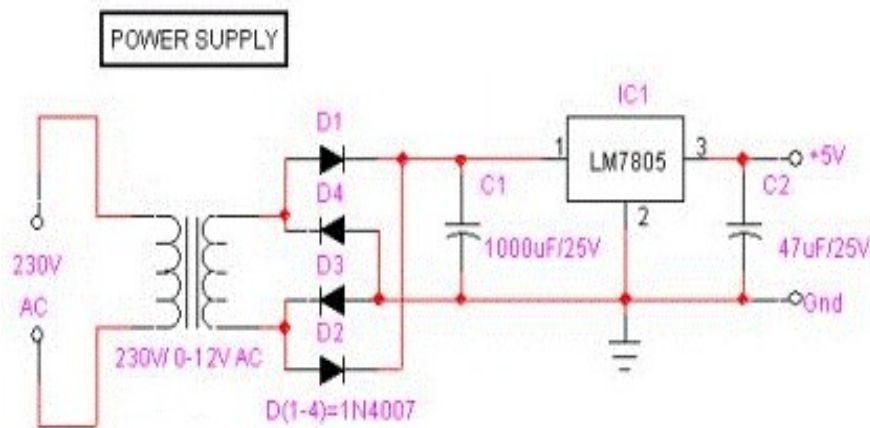 POWER SUPPLY
IC1
D1
1
LM7805
3
+5V
D4
C1
C2
2
230V
1000uF/25V
47uF/25V
D3
AC
Gnd
D2
230V/ 0-12V AC
D(1-4)=1N4007